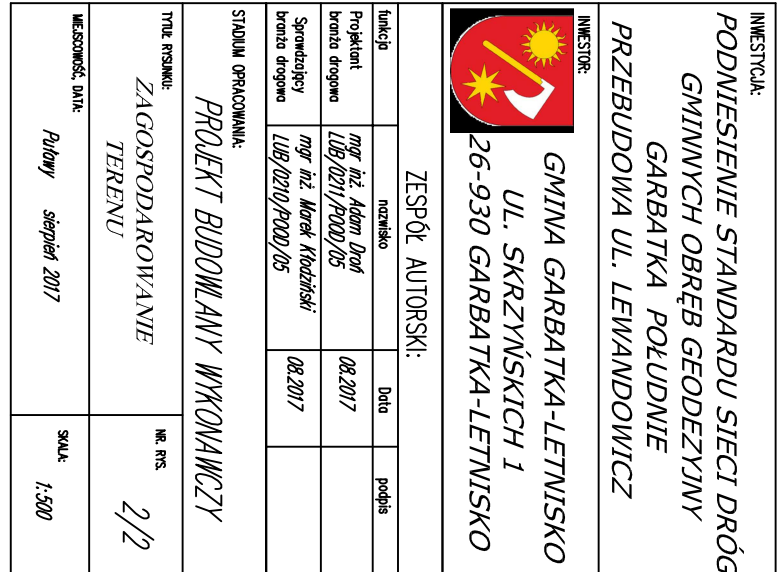 INWESTYCJA:
PODNIESIENIE STANDARDU SIECI DRÓG
GMINNYCH OBRĘB GEODEZYJNY
GARBATKA POŁUDNIE
PRZEBUDOWA UL. LEWANDOWICZ
INWESTOR:
GMINA GARBATKA-LETNISKO
UL. SKRZYŃSKICH 1
26-930 GARBATKA-LETNISKO
ZESPÓŁ AUTORSKI:
funkcja nazwisko Data podpis
Projektant
branża drogowa
mgr inż. Adam Droń
LUB/0211/POOD/05
08.2017
Sprawdzający
branża drogowa
mgr inż. Marek Kłodziński
LUB/0210/POOD/05
08.2017
STADIUM OPRACOWANIA:
PROJEKT BUDOWLANY WYKONAWCZY
TYTUŁ RYSUNKU:
ZAGOSPODAROWANIE
TERENU
NR. RYS.
2/2
MIEJSCOWOŚĆ, DATA:
Puławy sierpień 2017
SKALA:
1:500